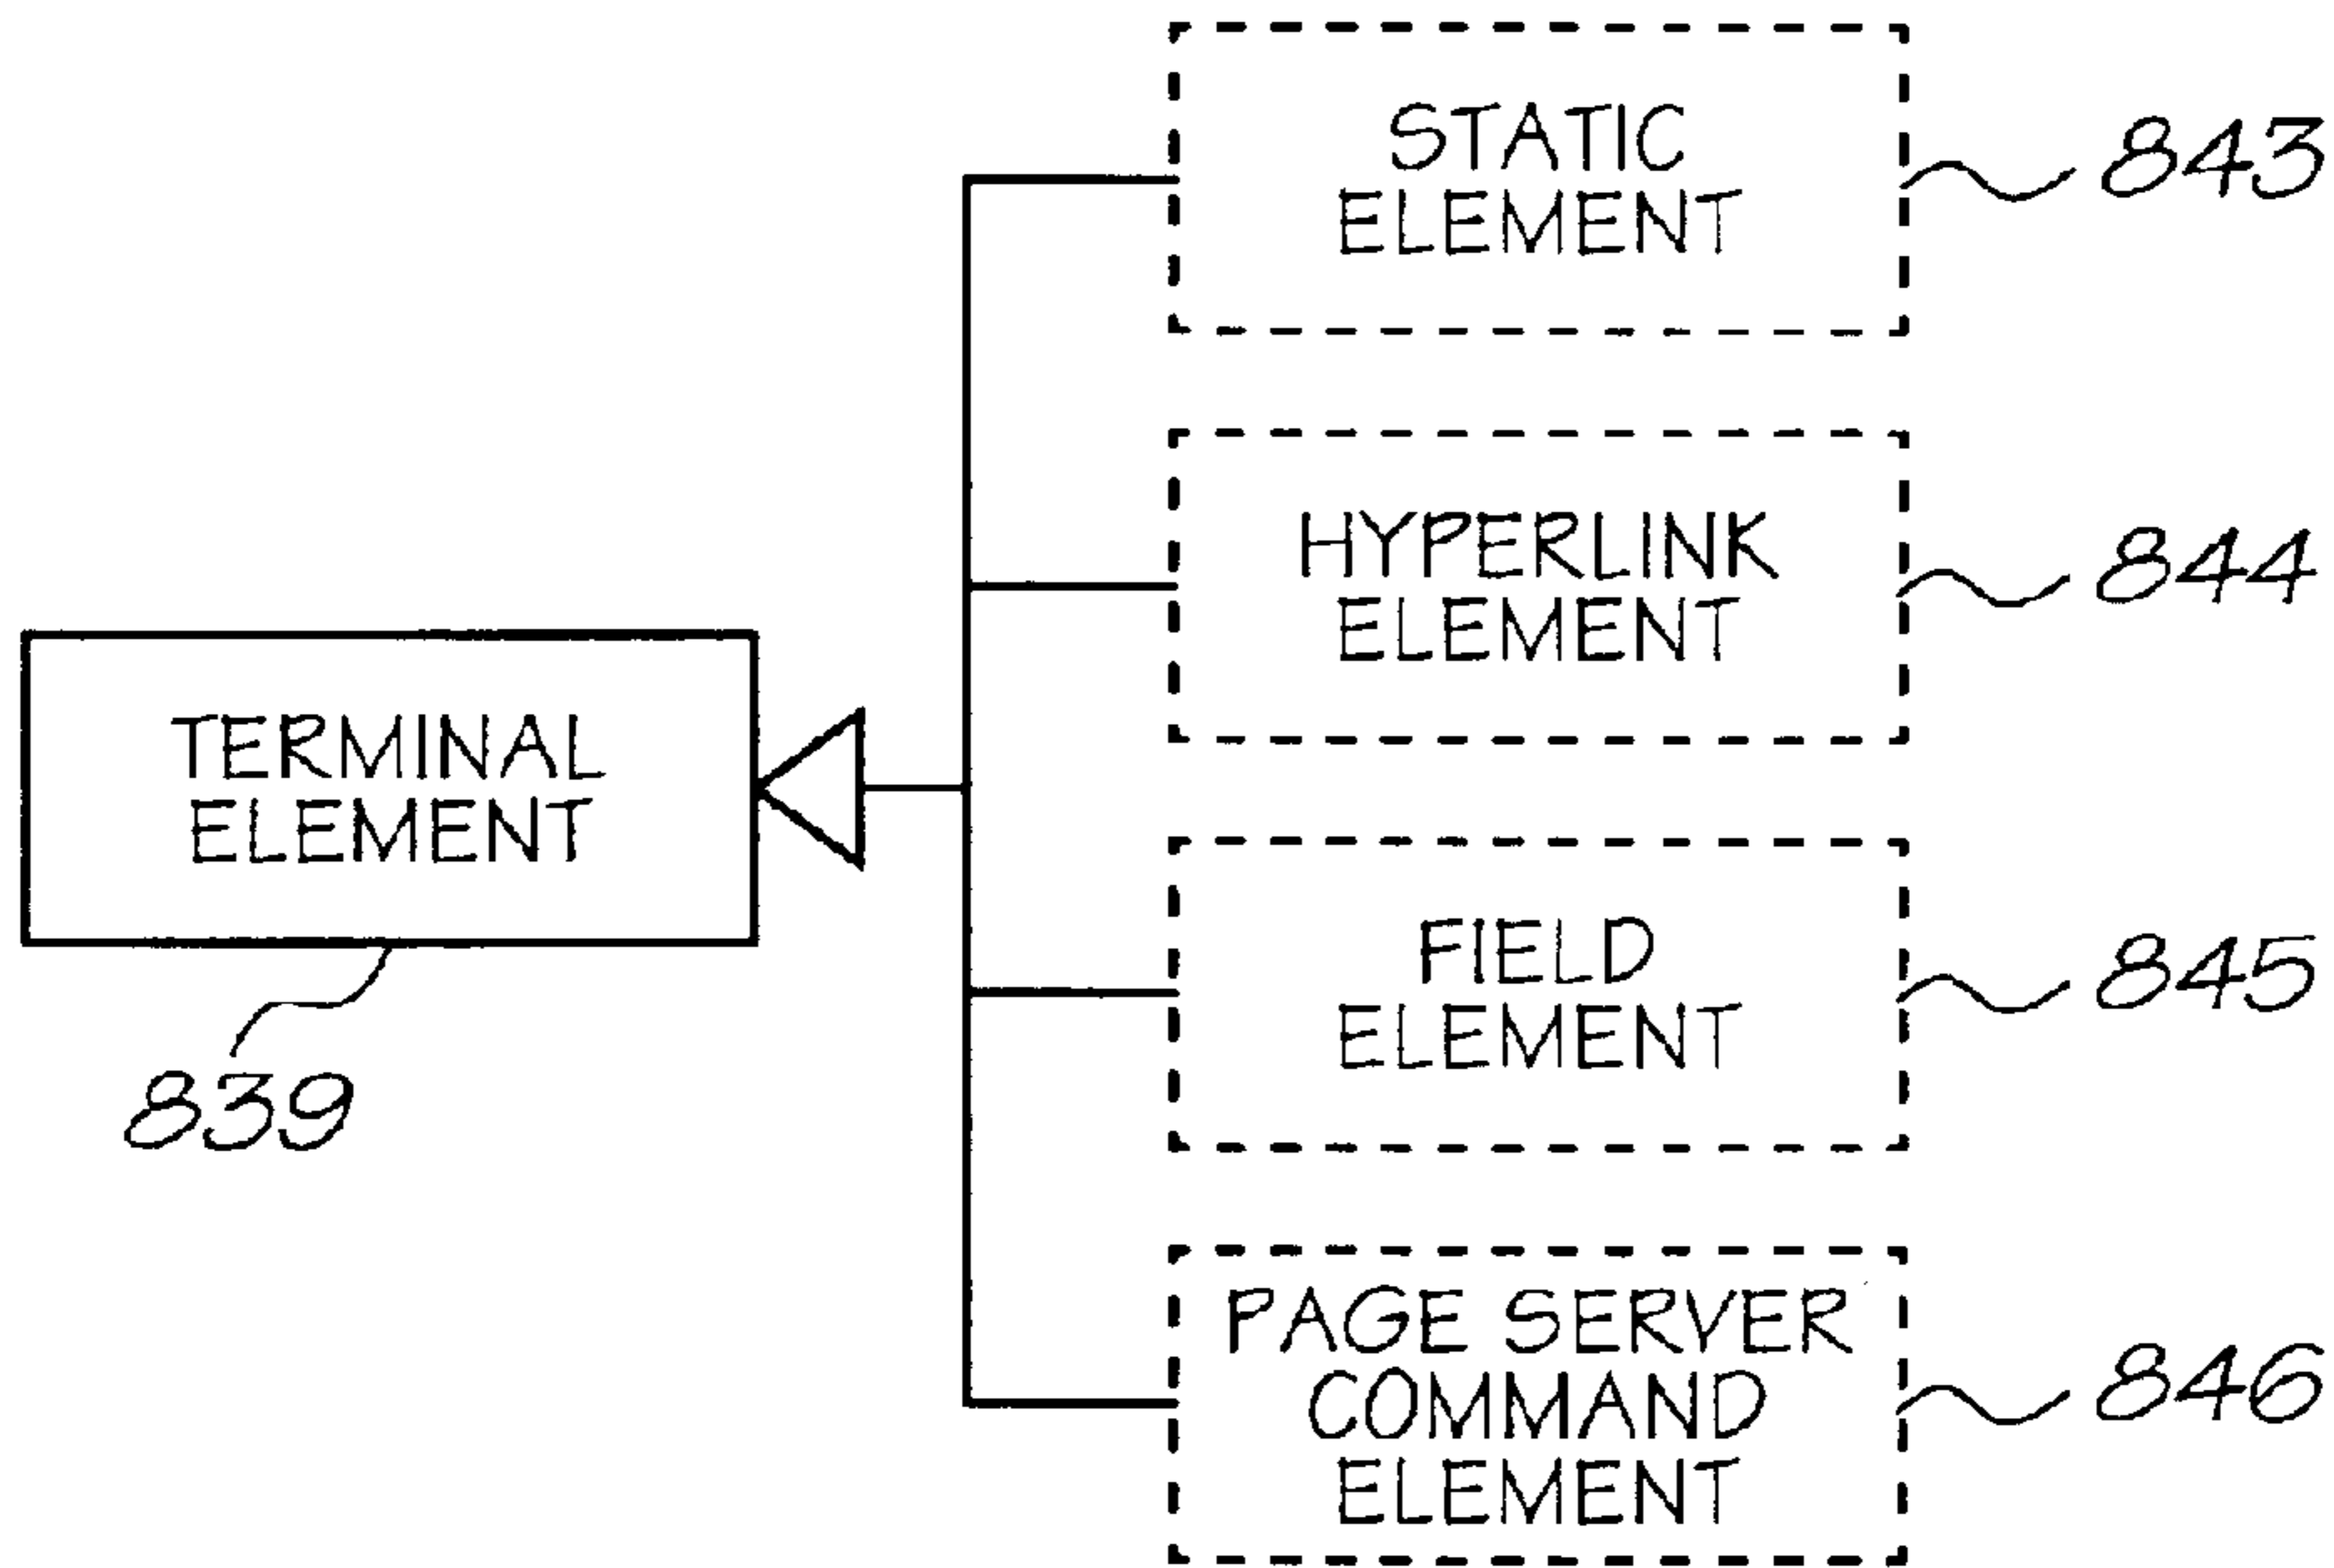 STATIC
ELEMENT
843
HYPERLINK
ELEMENT
844
TERMINAL
ELEMENT
839
FIELD
ELEMENT
845
PAGE SERVER
COMMAND
ELEMENT
846